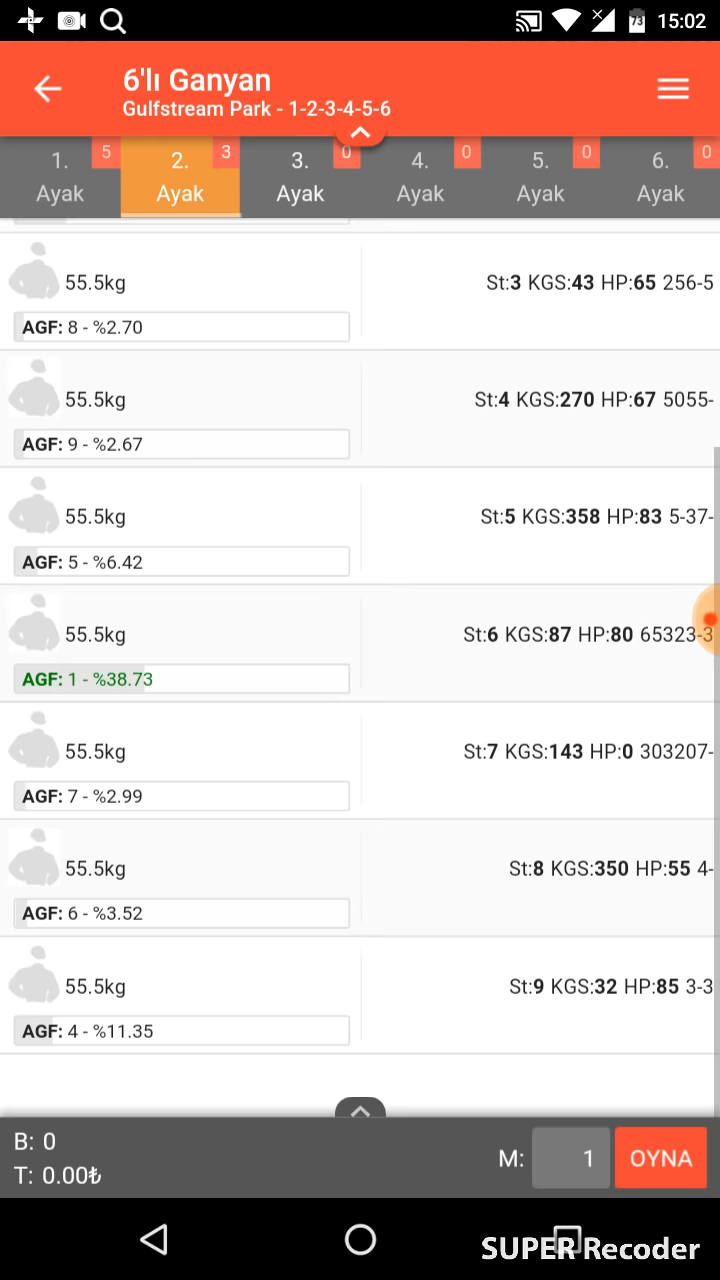 73 15:02
6'lı Ganyan
Gulfstream Park - 1-2-3-4-5-6
1. Ayak 5
2. Ayak 3
3. Ayak 0
4. Ayak 0
5. Ayak 0
6. Ayak 0
55.5kg St:3 KGS:43 HP:65 256-5
AGF: 8 - %2.70
55.5kg St:4 KGS:270 HP:67 5055-
AGF: 9 - %2.67
55.5kg St:5 KGS:358 HP:83 5-37-
AGF: 5 - %6.42
55.5kg St:6 KGS:87 HP:80 65323-3
AGF: 1 - %38.73
55.5kg St:7 KGS:143 HP:0 303207-
AGF: 7 - %2.99
55.5kg St:8 KGS:350 HP:55 4-
AGF: 6 - %3.52
55.5kg St:9 KGS:32 HP:85 3-3
AGF: 4 - %11.35
B: 0
T: 0.00₺
M: 1 OYNA
SUPER Recoder